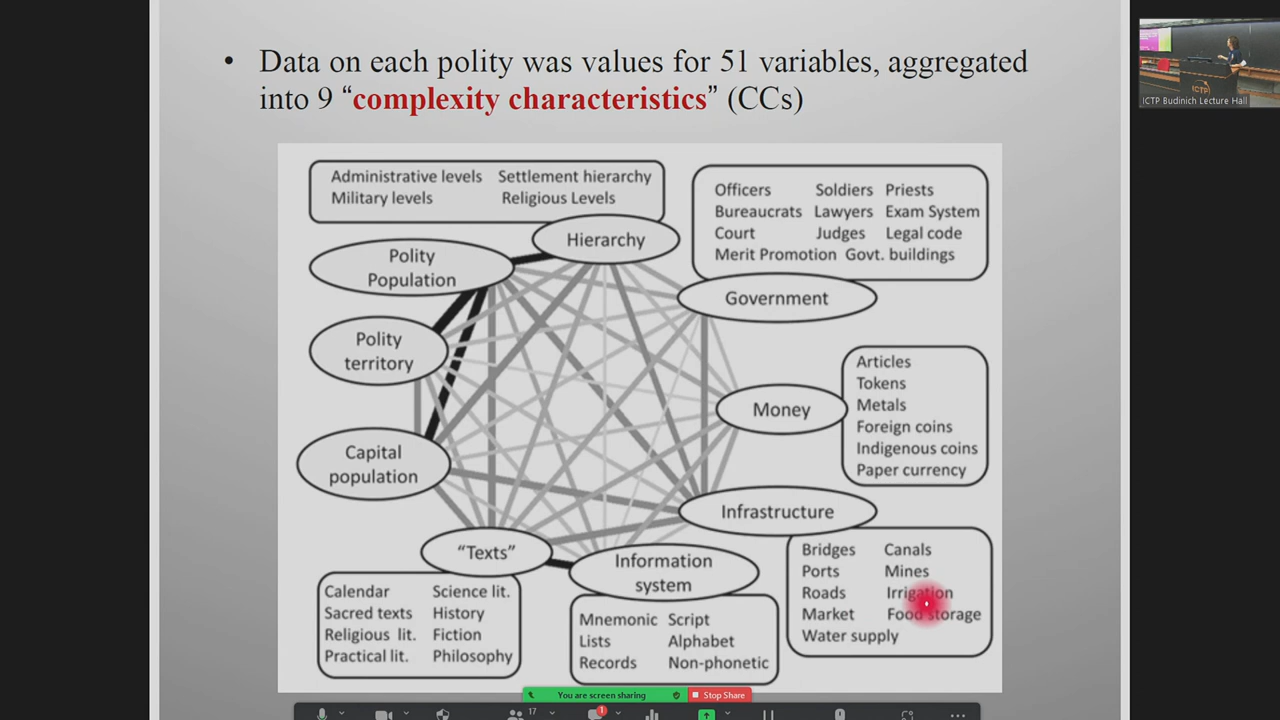 • Data on each polity was values for 51 variables, aggregated
into 9 “complexity characteristics” (CCs)
Administrative levels Settlement hierarchy
Military levels Religious Levels
Hierarchy
Officers Soldiers Priests
Bureaucrats Lawyers Exam System
Court Judges Legal code
Merit Promotion Govt. buildings
Government
Polity
Population
Polity
territory
Capital
population
Money
Articles
Tokens
Metals
Foreign coins
Indigenous coins
Paper currency
Infrastructure
Bridges Canals
Ports Mines
Roads Irrigation
Market Food storage
Water supply
“Texts”
Calendar Science lit.
Sacred texts History
Religious lit. Fiction
Practical lit. Philosophy
Information
system
Mnemonic Script
Lists Alphabet
Records Non-phonetic
ICTP
ICTP Budinich Lecture Hall
You are screen sharing Stop Share
17 1